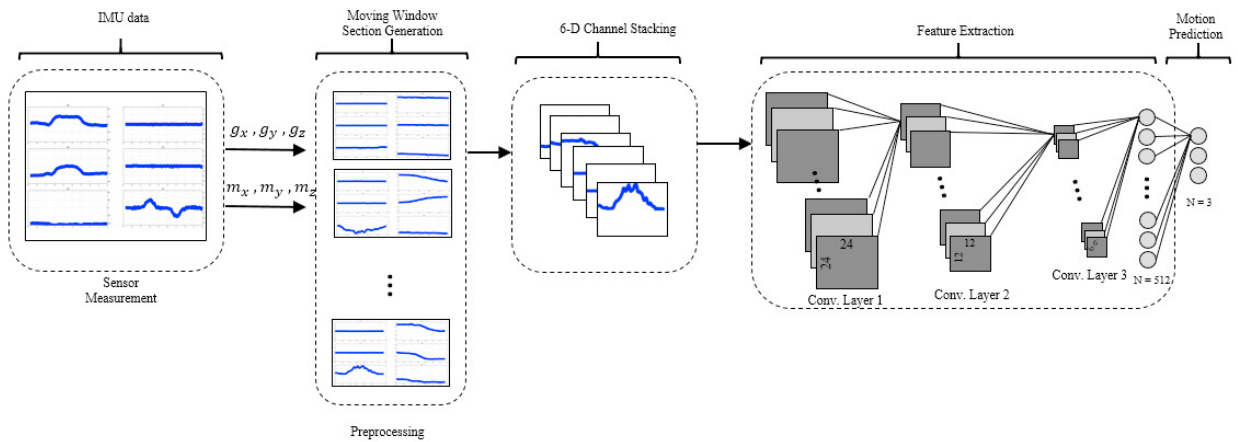 IMU data
Moving Window
Section Generation
6-D Channel Stacking
Feature Extraction
Motion
Prediction
gx , gy , gz
mx , my , mz
Sensor
Measurement
Preprocessing
24
24
Conv. Layer 1
12
12
Conv. Layer 2
6
6
Conv. Layer 3
N = 512
N = 3